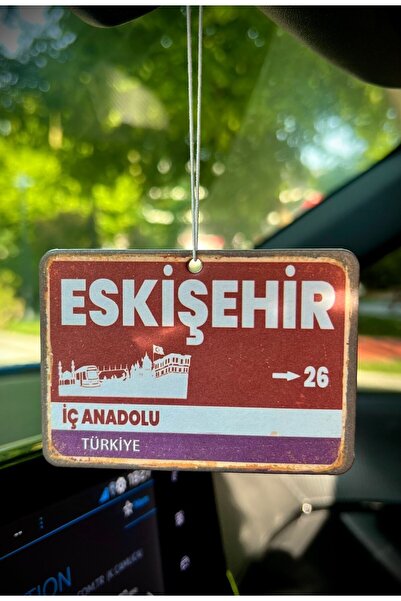 ESKİŞEHİR
→26
İÇ ANADOLU
TÜRKİYE